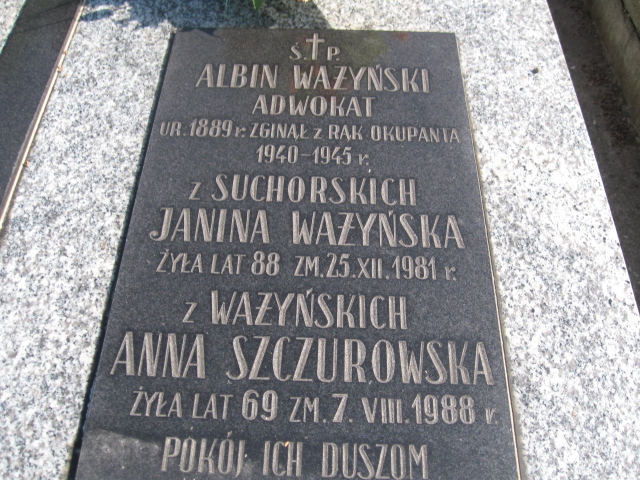 Ś.†P.
ALBIN WAŻYŃSKI
ADWOKAT
UR. 1889 r. ZGINĄŁ z RĄK OKUPANTA
1940-1945 r.
z SUCHORSKICH
JANINA WAŻYŃSKA
ŻYŁA LAT 88 ZM. 25.XII.1981 r.
z WAŻYŃSKICH
ANNA SZCZUROWSKA
ŻYŁA LAT 69 ZM. 7. VIII. 1988 r.
POKÓJ ICH DUSZOM